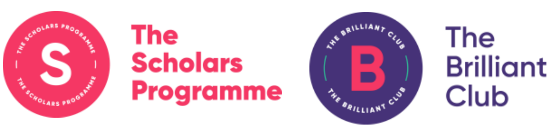 THE SCHOLARS PROGRAMME
S
THE SCHOLARS PROGRAMME
The
Scholars
Programme
THE BRILLIANT CLUB
B
THE BRILLIANT CLUB
The
Brilliant
Club